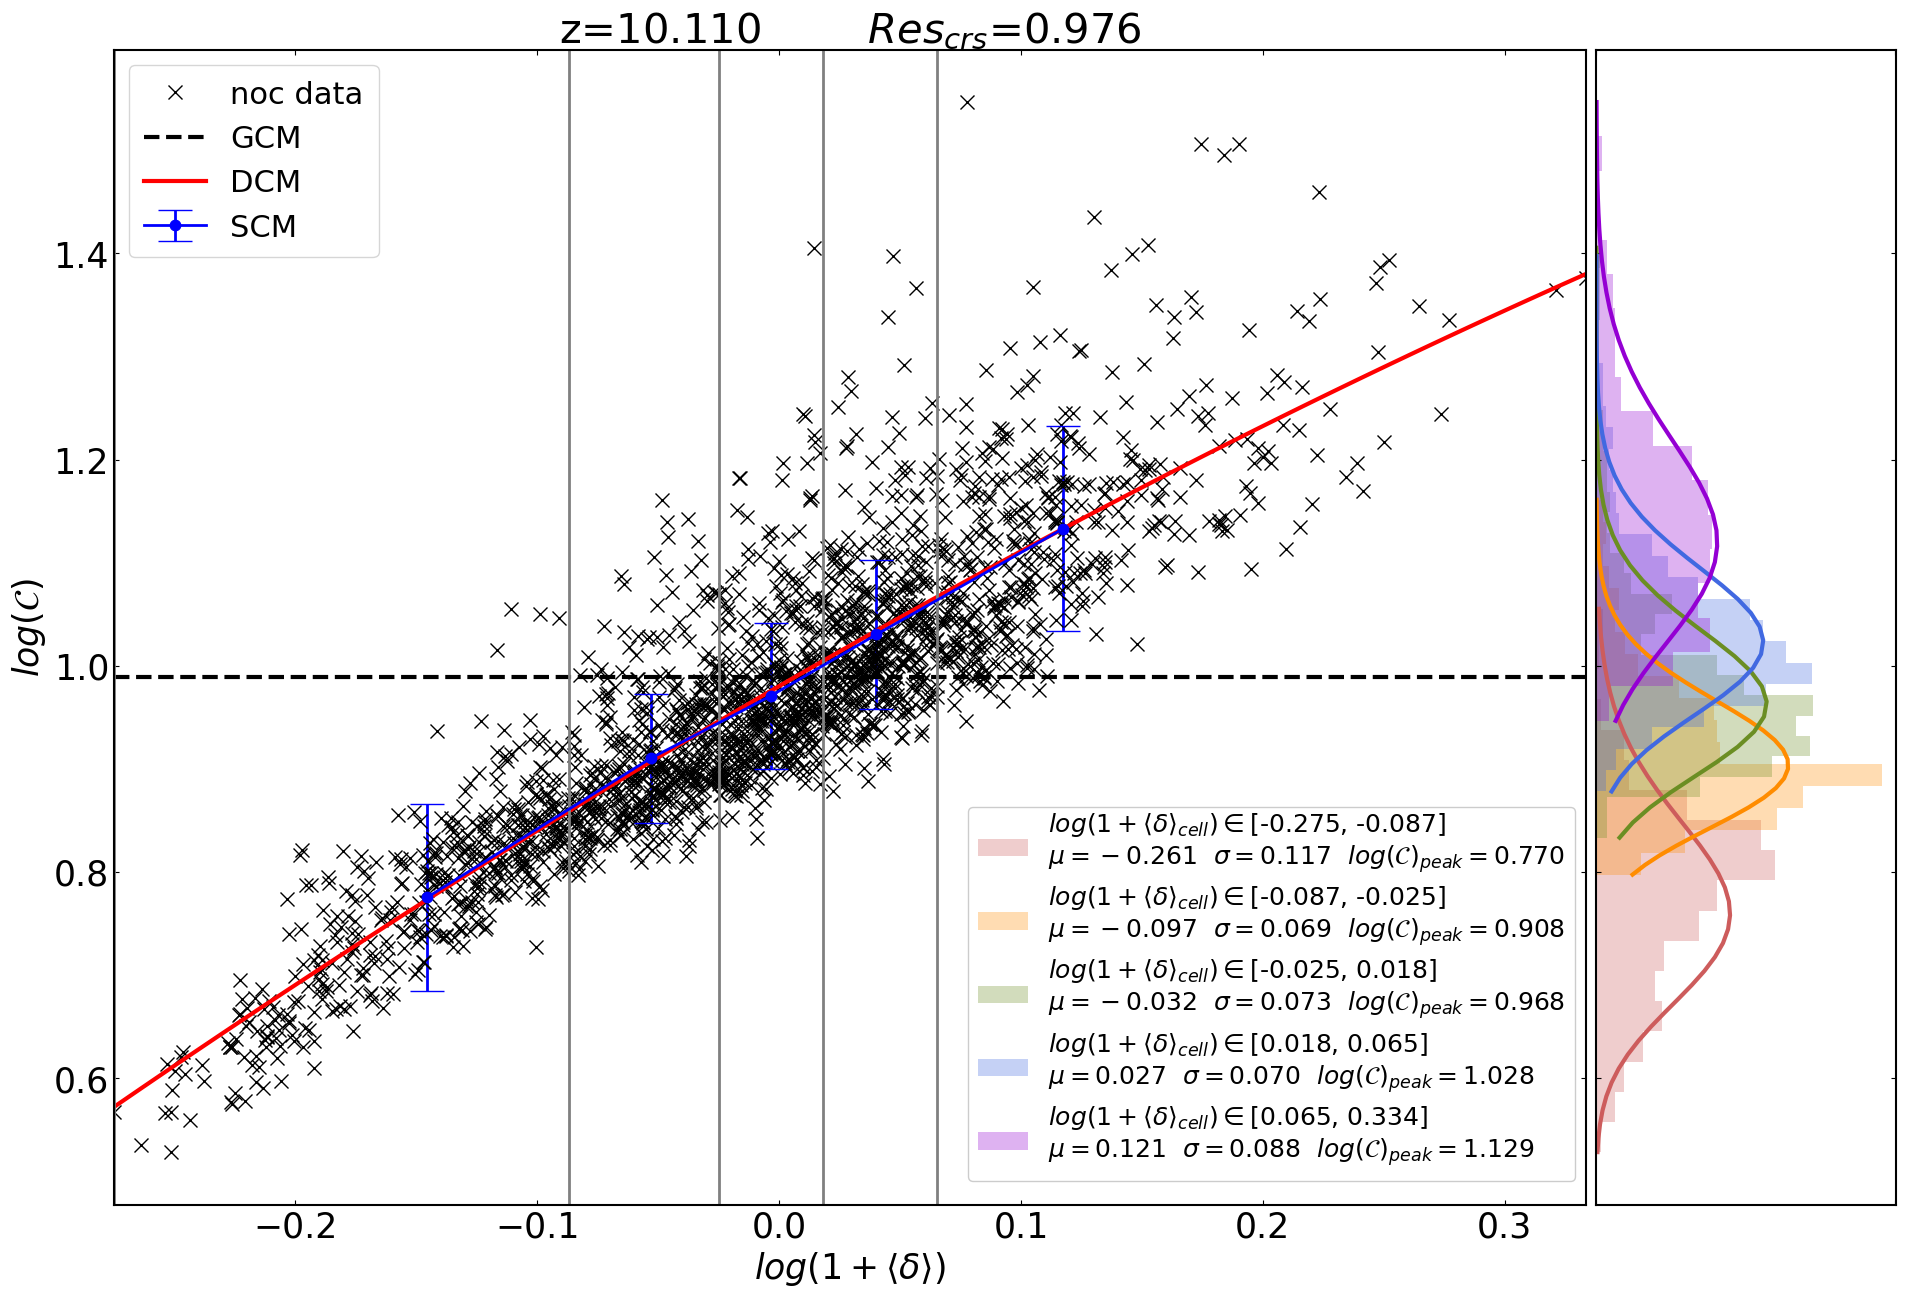 z=10.110 Res_crs=0.976
noc data
GCM
DCM
SCM
log(𝒞)
1.4
1.2
1.0
0.8
0.6
log(1 + ⟨δ⟩_cell) ∈ [-0.275, -0.087]
μ = −0.261 σ = 0.117 log(𝒞)_peak = 0.770
log(1 + ⟨δ⟩_cell) ∈ [-0.087, -0.025]
μ = −0.097 σ = 0.069 log(𝒞)_peak = 0.908
log(1 + ⟨δ⟩_cell) ∈ [-0.025, 0.018]
μ = −0.032 σ = 0.073 log(𝒞)_peak = 0.968
log(1 + ⟨δ⟩_cell) ∈ [0.018, 0.065]
μ = 0.027 σ = 0.070 log(𝒞)_peak = 1.028
log(1 + ⟨δ⟩_cell) ∈ [0.065, 0.334]
μ = 0.121 σ = 0.088 log(𝒞)_peak = 1.129
−0.2 −0.1 0.0 0.1 0.2 0.3
log(1 + ⟨δ⟩)